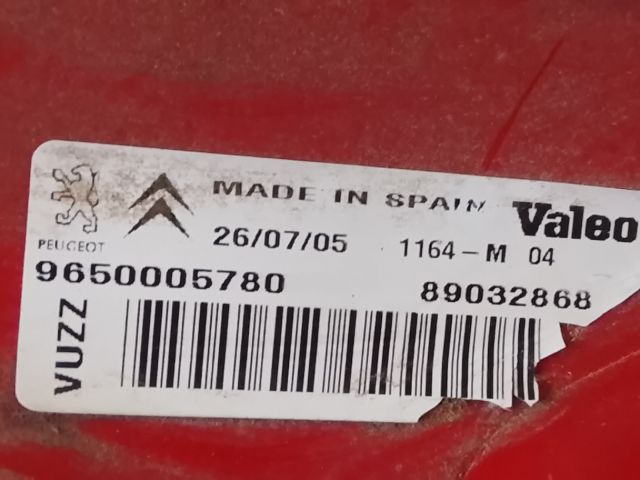 MADE IN SPAIN Valeo
PEUGEOT 26/07/05 1164-M 04
9650005780 89032868
VUZZ